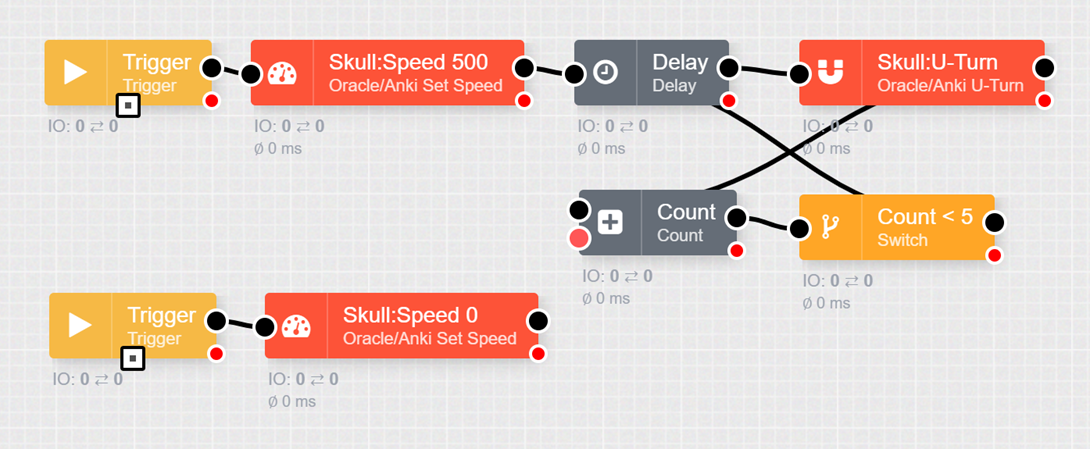 Trigger
Trigger
IO: 0 ⇄ 0
Skull:Speed 500
Oracle/Anki Set Speed
IO: 0 ⇄ 0
Ø 0 ms
Delay
Delay
IO: 0 ⇄ 0
Ø 0 ms
Skull:U-Turn
Oracle/Anki U-Turn
IO: 0 ⇄ 0
Ø 0 ms
Count
Count
IO: 0 ⇄ 0
Ø 0 ms
Count < 5
Switch
IO: 0 ⇄ 0
Ø 0 ms
Trigger
Trigger
IO: 0 ⇄ 0
Skull:Speed 0
Oracle/Anki Set Speed
IO: 0 ⇄ 0
Ø 0 ms